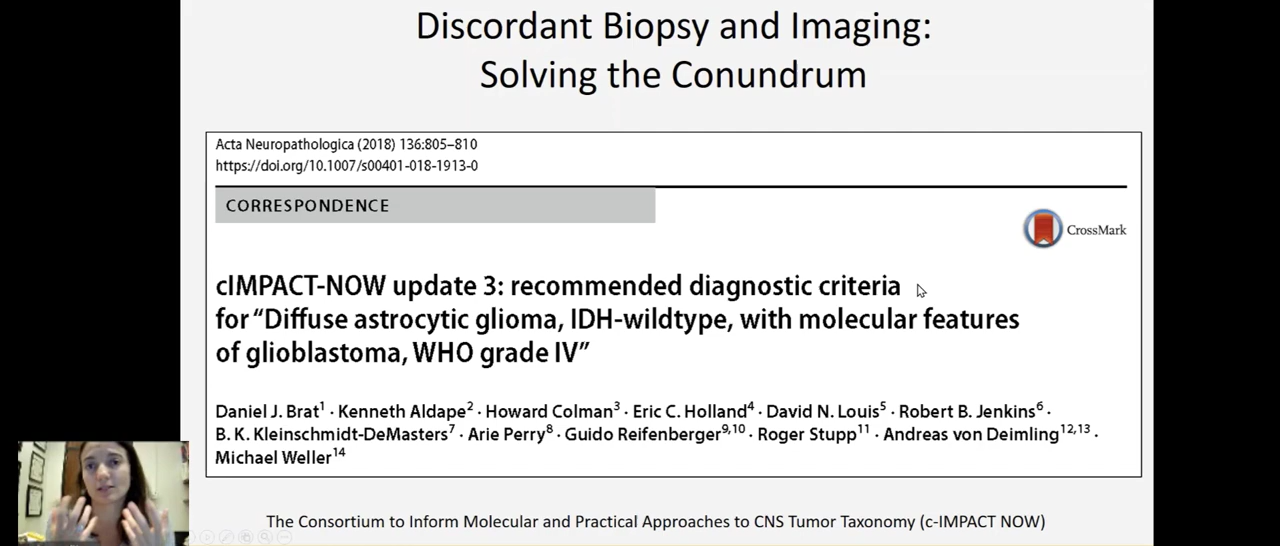 Discordant Biopsy and Imaging:
Solving the Conundrum
Acta Neuropathologica (2018) 136:805–810
https://doi.org/10.1007/s00401-018-1913-0
CORRESPONDENCE
CrossMark
cIMPACT-NOW update 3: recommended diagnostic criteria
for “Diffuse astrocytic glioma, IDH-wildtype, with molecular features
of glioblastoma, WHO grade IV”
Daniel J. Brat1 · Kenneth Aldape2 · Howard Colman3 · Eric C. Holland4 · David N. Louis5 · Robert B. Jenkins6 ·
B. K. Kleinschmidt-DeMasters7 · Arie Perry8 · Guido Reifenberger9,10 · Roger Stupp11 · Andreas von Deimling12,13 ·
Michael Weller14
The Consortium to Inform Molecular and Practical Approaches to CNS Tumor Taxonomy (c-IMPACT NOW)